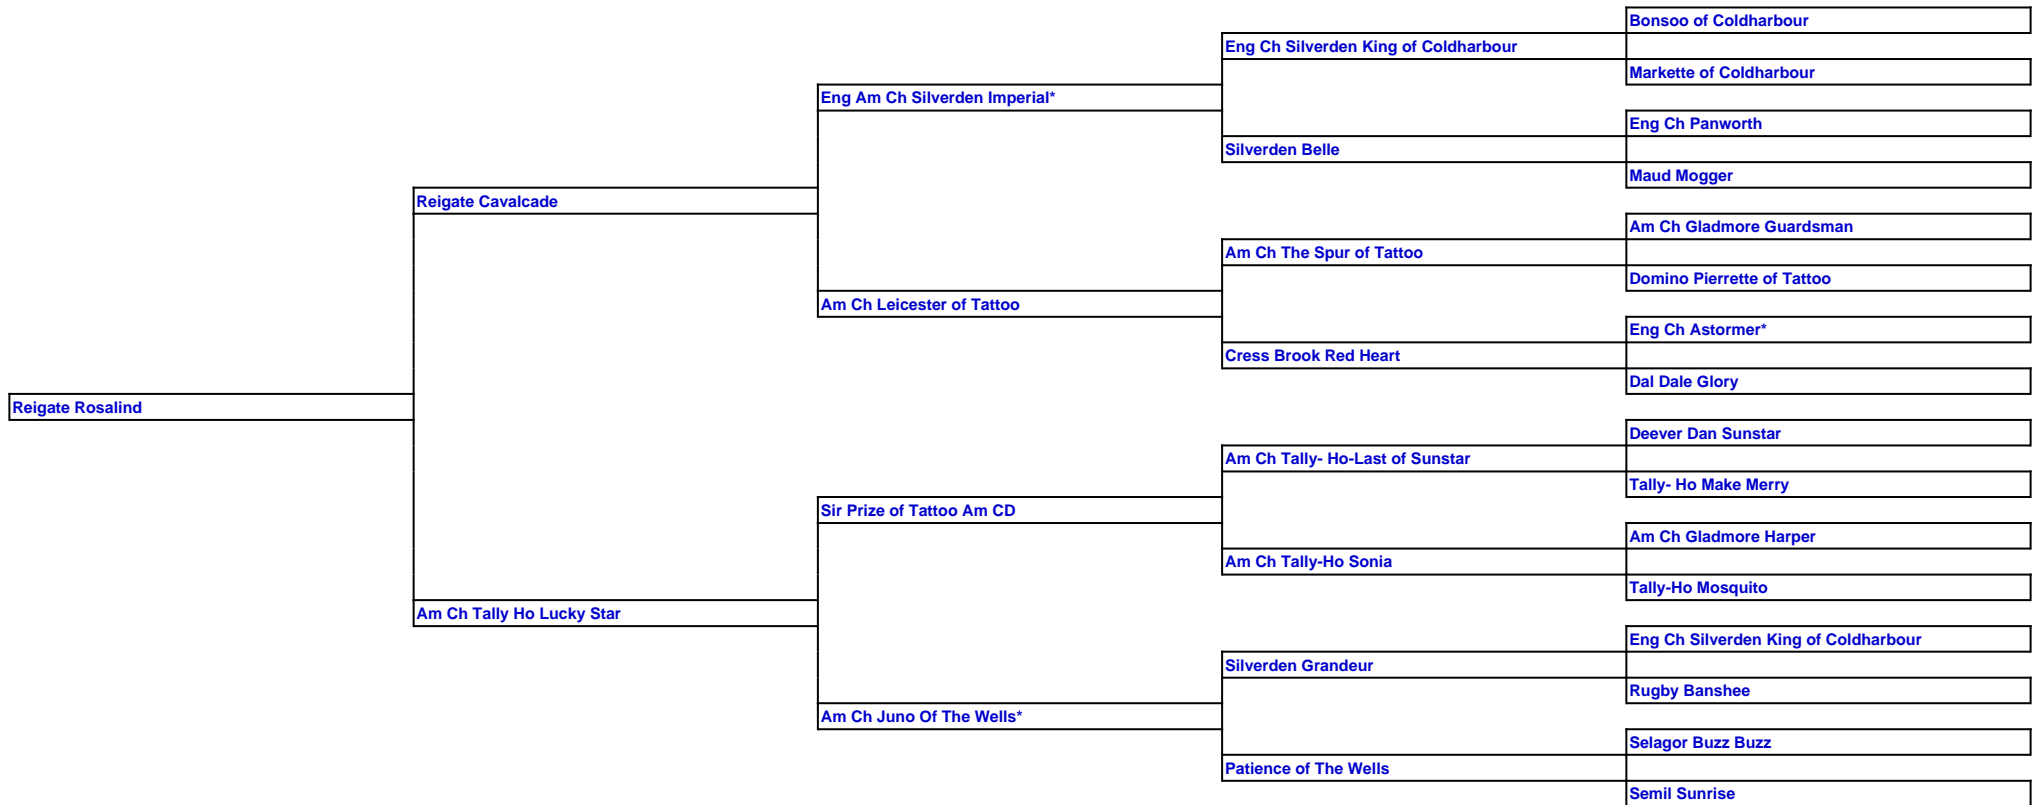 Bonsoo of Coldharbour
Eng Ch Silverden King of Coldharbour
Markette of Coldharbour
Eng Am Ch Silverden Imperial*
Eng Ch Panworth
Silverden Belle
Maud Mogger
Reigate Cavalcade
Am Ch Gladmore Guardsman
Am Ch The Spur of Tattoo
Domino Pierrette of Tattoo
Am Ch Leicester of Tattoo
Eng Ch Astormer*
Cress Brook Red Heart
Dal Dale Glory
Reigate Rosalind
Deever Dan Sunstar
Am Ch Tally- Ho-Last of Sunstar
Tally- Ho Make Merry
Sir Prize of Tattoo Am CD
Am Ch Gladmore Harper
Am Ch Tally-Ho Sonia
Tally-Ho Mosquito
Am Ch Tally Ho Lucky Star
Eng Ch Silverden King of Coldharbour
Silverden Grandeur
Rugby Banshee
Am Ch Juno Of The Wells*
Selagor Buzz Buzz
Patience of The Wells
Semil Sunrise